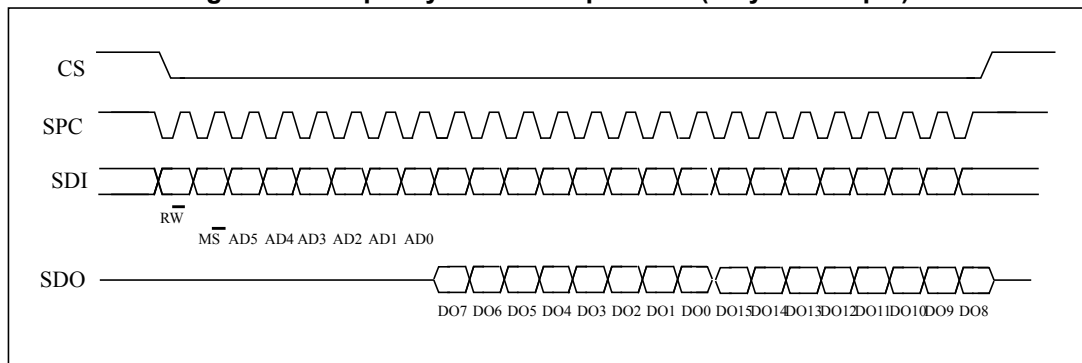 CS
SPC
SDI
RW
MS AD5 AD4 AD3 AD2 AD1 AD0
SDO
DO7 DO6 DO5 DO4 DO3 DO2 DO1 DO0 DO15 DO14 DO13 DO12 DO11 DO10 DO9 DO8